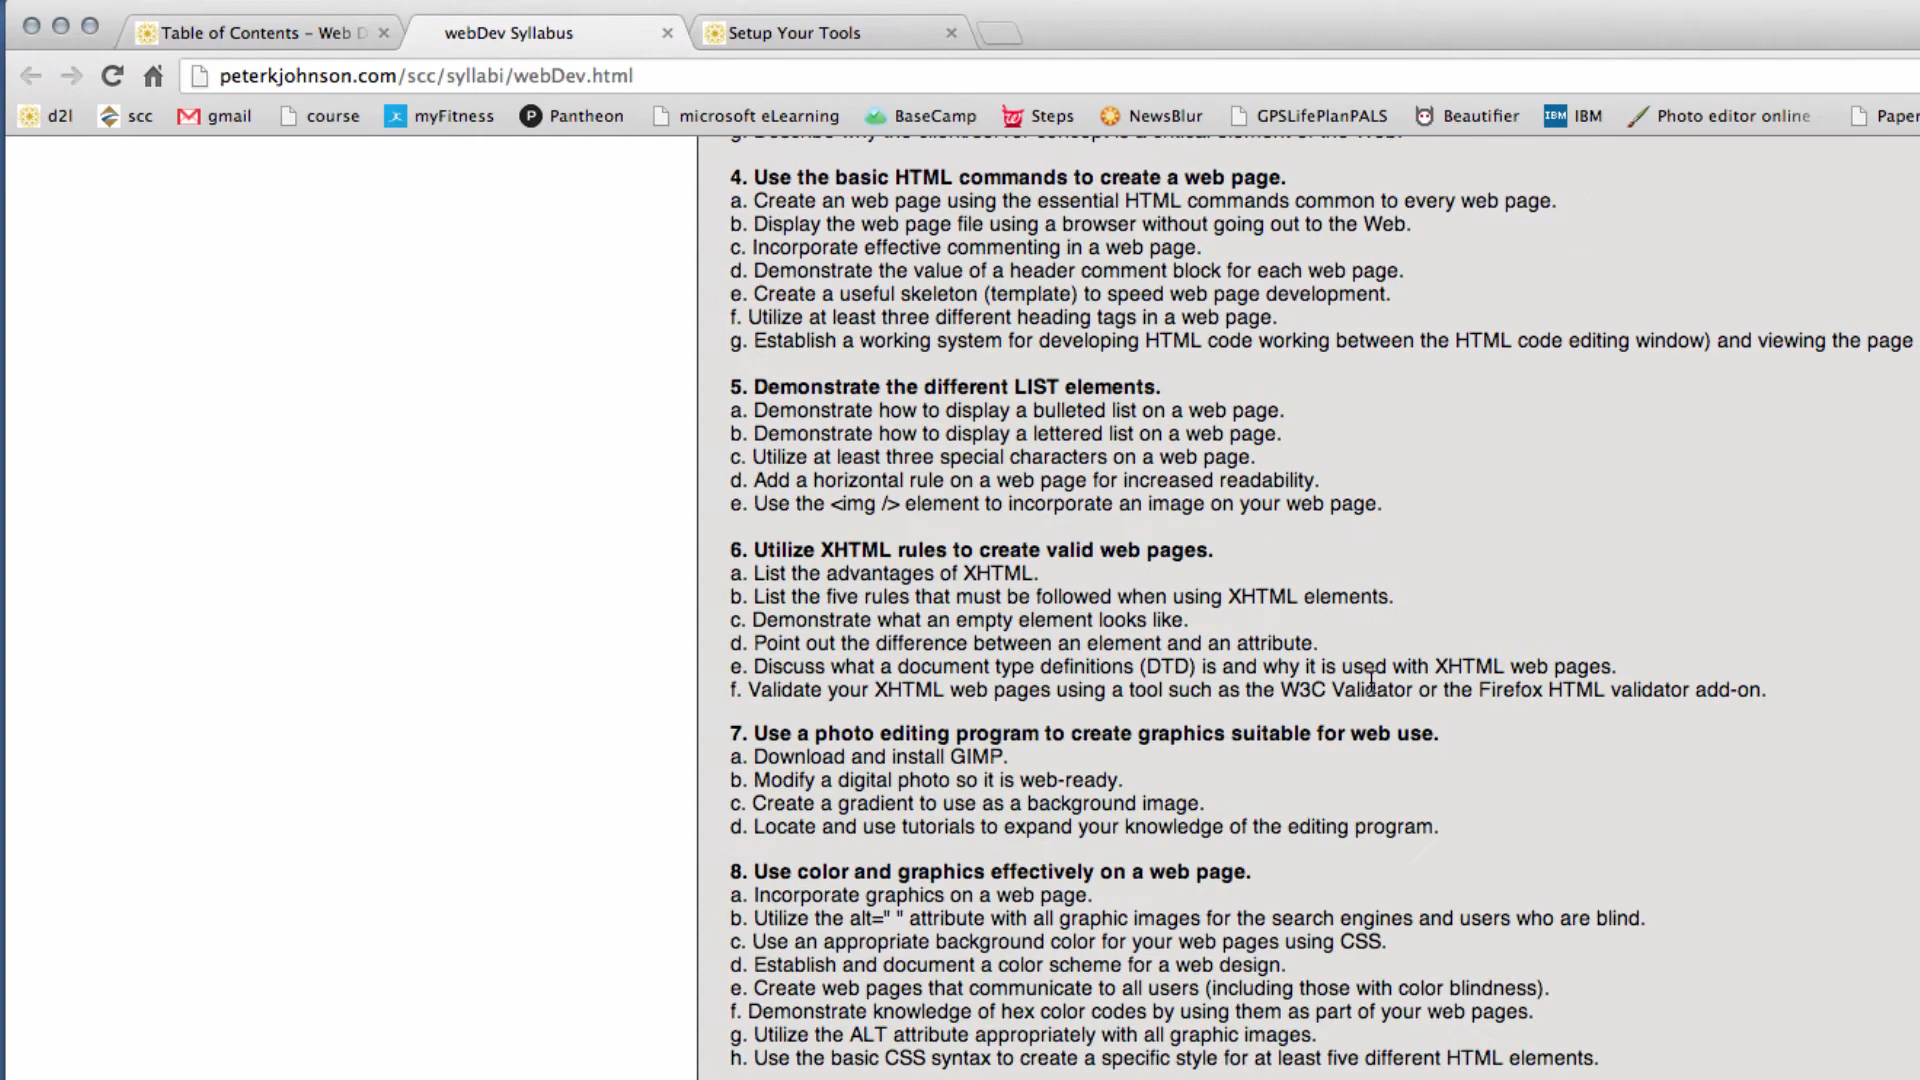 Table of Contents – Web D
webDev Syllabus
Setup Your Tools
peterkjohnson.com/scc/syllabi/webDev.html
d2l
scc
gmail
course
myFitness
Pantheon
microsoft eLearning
BaseCamp
Steps
NewsBlur
GPSLifePlanPALS
Beautifier
IBM
IBM
Photo editor online
Paper
g. Describe why the client/server concept is a critical element of the Web.
4. Use the basic HTML commands to create a web page.
a. Create an web page using the essential HTML commands common to every web page.
b. Display the web page file using a browser without going out to the Web.
c. Incorporate effective commenting in a web page.
d. Demonstrate the value of a header comment block for each web page.
e. Create a useful skeleton (template) to speed web page development.
f. Utilize at least three different heading tags in a web page.
g. Establish a working system for developing HTML code working between the HTML code editing window) and viewing the page
5. Demonstrate the different LIST elements.
a. Demonstrate how to display a bulleted list on a web page.
b. Demonstrate how to display a lettered list on a web page.
c. Utilize at least three special characters on a web page.
d. Add a horizontal rule on a web page for increased readability.
e. Use the <img /> element to incorporate an image on your web page.
6. Utilize XHTML rules to create valid web pages.
a. List the advantages of XHTML.
b. List the five rules that must be followed when using XHTML elements.
c. Demonstrate what an empty element looks like.
d. Point out the difference between an element and an attribute.
e. Discuss what a document type definitions (DTD) is and why it is used with XHTML web pages.
f. Validate your XHTML web pages using a tool such as the W3C Validator or the Firefox HTML validator add-on.
7. Use a photo editing program to create graphics suitable for web use.
a. Download and install GIMP.
b. Modify a digital photo so it is web-ready.
c. Create a gradient to use as a background image.
d. Locate and use tutorials to expand your knowledge of the editing program.
8. Use color and graphics effectively on a web page.
a. Incorporate graphics on a web page.
b. Utilize the alt=" " attribute with all graphic images for the search engines and users who are blind.
c. Use an appropriate background color for your web pages using CSS.
d. Establish and document a color scheme for a web design.
e. Create web pages that communicate to all users (including those with color blindness).
f. Demonstrate knowledge of hex color codes by using them as part of your web pages.
g. Utilize the ALT attribute appropriately with all graphic images.
h. Use the basic CSS syntax to create a specific style for at least five different HTML elements.